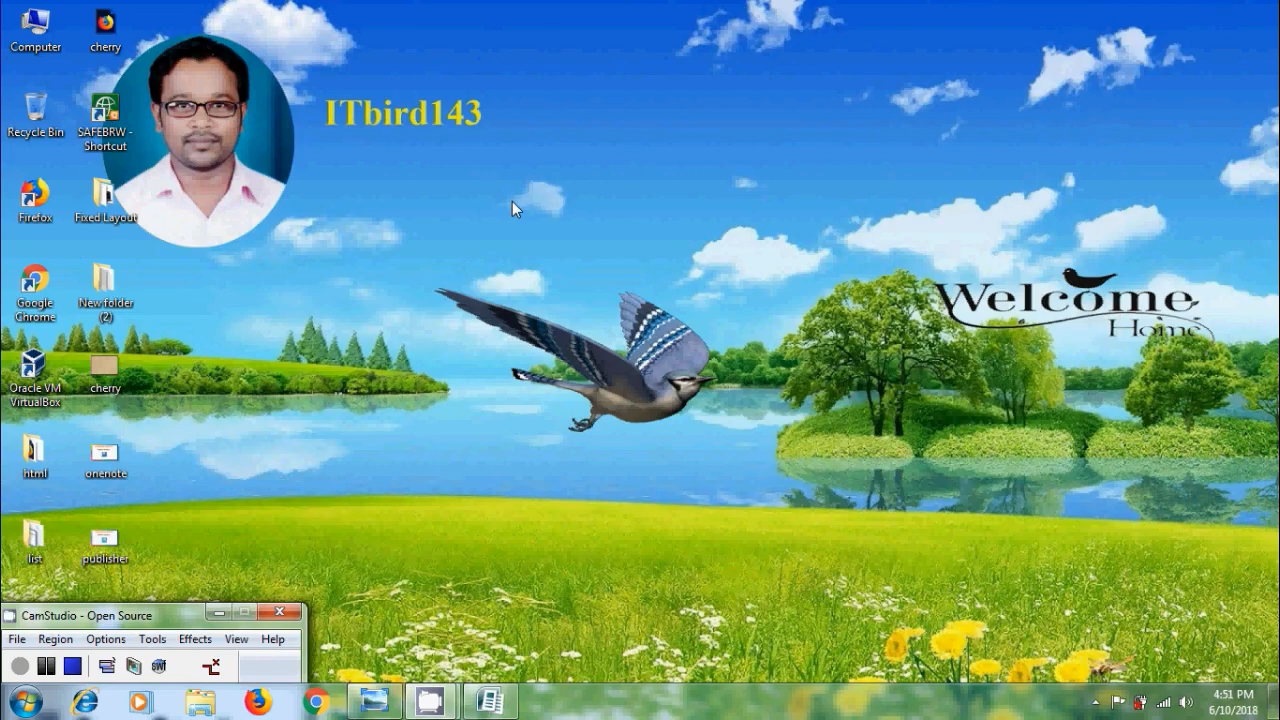 Computer
cherry
ITbird143
Recycle Bin
SAFEBRW -
Shortcut
Firefox
Fixed Layout
Google
Chrome
New folder
(2)
Welcome
Home
Oracle VM
VirtualBox
cherry
html
onenote
list
publisher
CamStudio - Open Source
File Region Options Tools Effects View Help
4:51 PM
6/10/2018